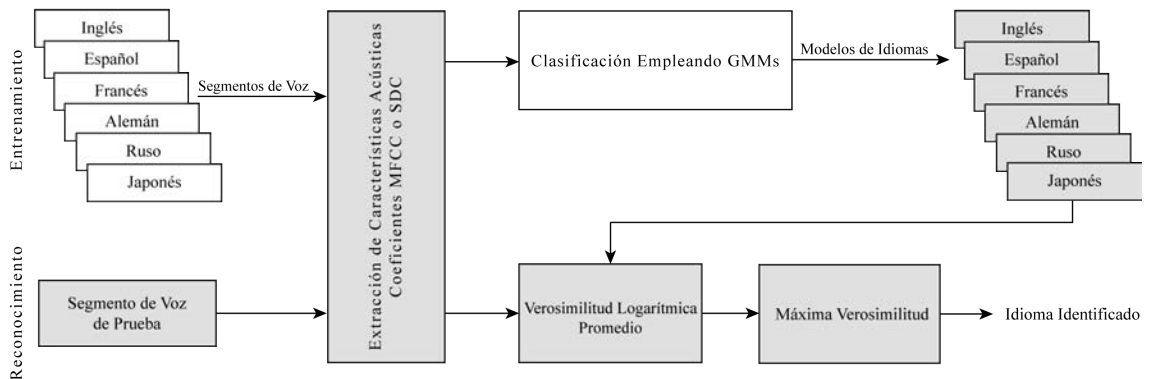 Entrenamiento
Inglés
Español
Francés
Alemán
Ruso
Japonés
Segmentos de Voz
Extracción de Características Acústicas
Coeficientes MFCC o SDC
Clasificación Empleando GMMs
Modelos de Idiomas
Inglés
Español
Francés
Alemán
Ruso
Japonés
Reconocimiento
Segmento de Voz
de Prueba
Verosimilitud Logarítmica
Promedio
Máxima Verosimilitud
Idioma Identificado